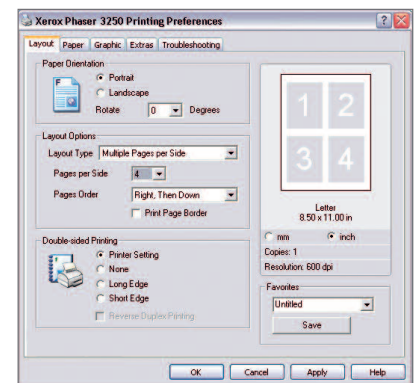 Xerox Phaser 3250 Printing Preferences
Layout Paper Graphic Extras Troubleshooting
Paper Orientation
Portrait
Landscape
Rotate 0 Degrees
Layout Options
Layout Type Multiple Pages per Side
Pages per Side 4
Pages Order Right, Then Down
Print Page Border
Double-sided Printing
Printer Setting
None
Long Edge
Short Edge
Reverse Duplex Printing
1 2
3 4
Letter
8.50 x 11.00 in
mm inch
Copies: 1
Resolution: 600 dpi
Favorites
Untitled
Save
OK Cancel Apply Help